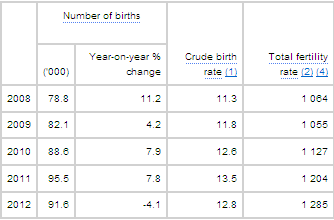 Number of births
Year-on-year % Crude birth Total fertility
('000) change rate (1) rate (2) (4)
2008 78.8 11.2 11.3 1 064
2009 82.1 4.2 11.8 1 055
2010 88.6 7.9 12.6 1 127
2011 95.5 7.8 13.5 1 204
2012 91.6 -4.1 12.8 1 285